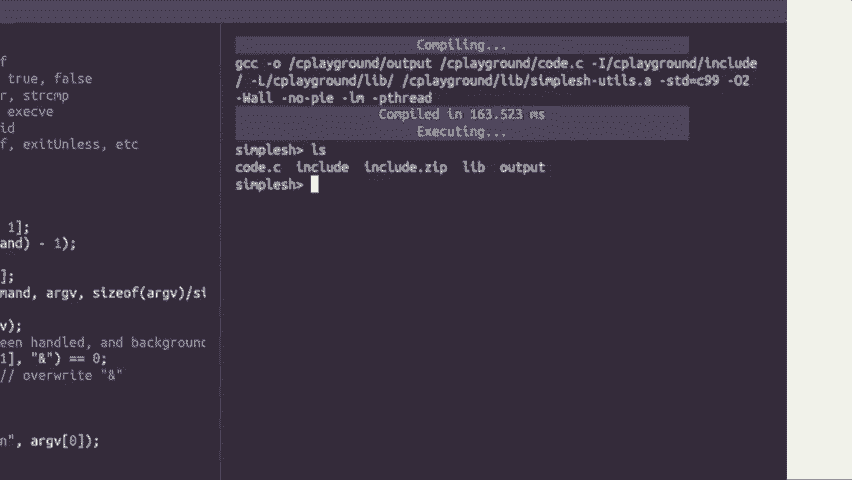 f
true, false
r, strcmp
execve
id
f, exitUnless, etc
1];
and) - 1);
];
mand, argv, sizeof(argv)/si
v);
een handled, and background
1], "&") == 0;
// overwrite "&"
n", argv[0]);
Compiling...
gcc -o /cplayground/output /cplayground/code.c -I/cplayground/include
/ -L/cplayground/lib/ /cplayground/lib/simplesh-utils.a -std=c99 -O2
-Wall -no-pie -lm -pthread
Compiled in 163.523 ms
Executing...
simplesh> ls
code.c include include.zip lib output
simplesh>